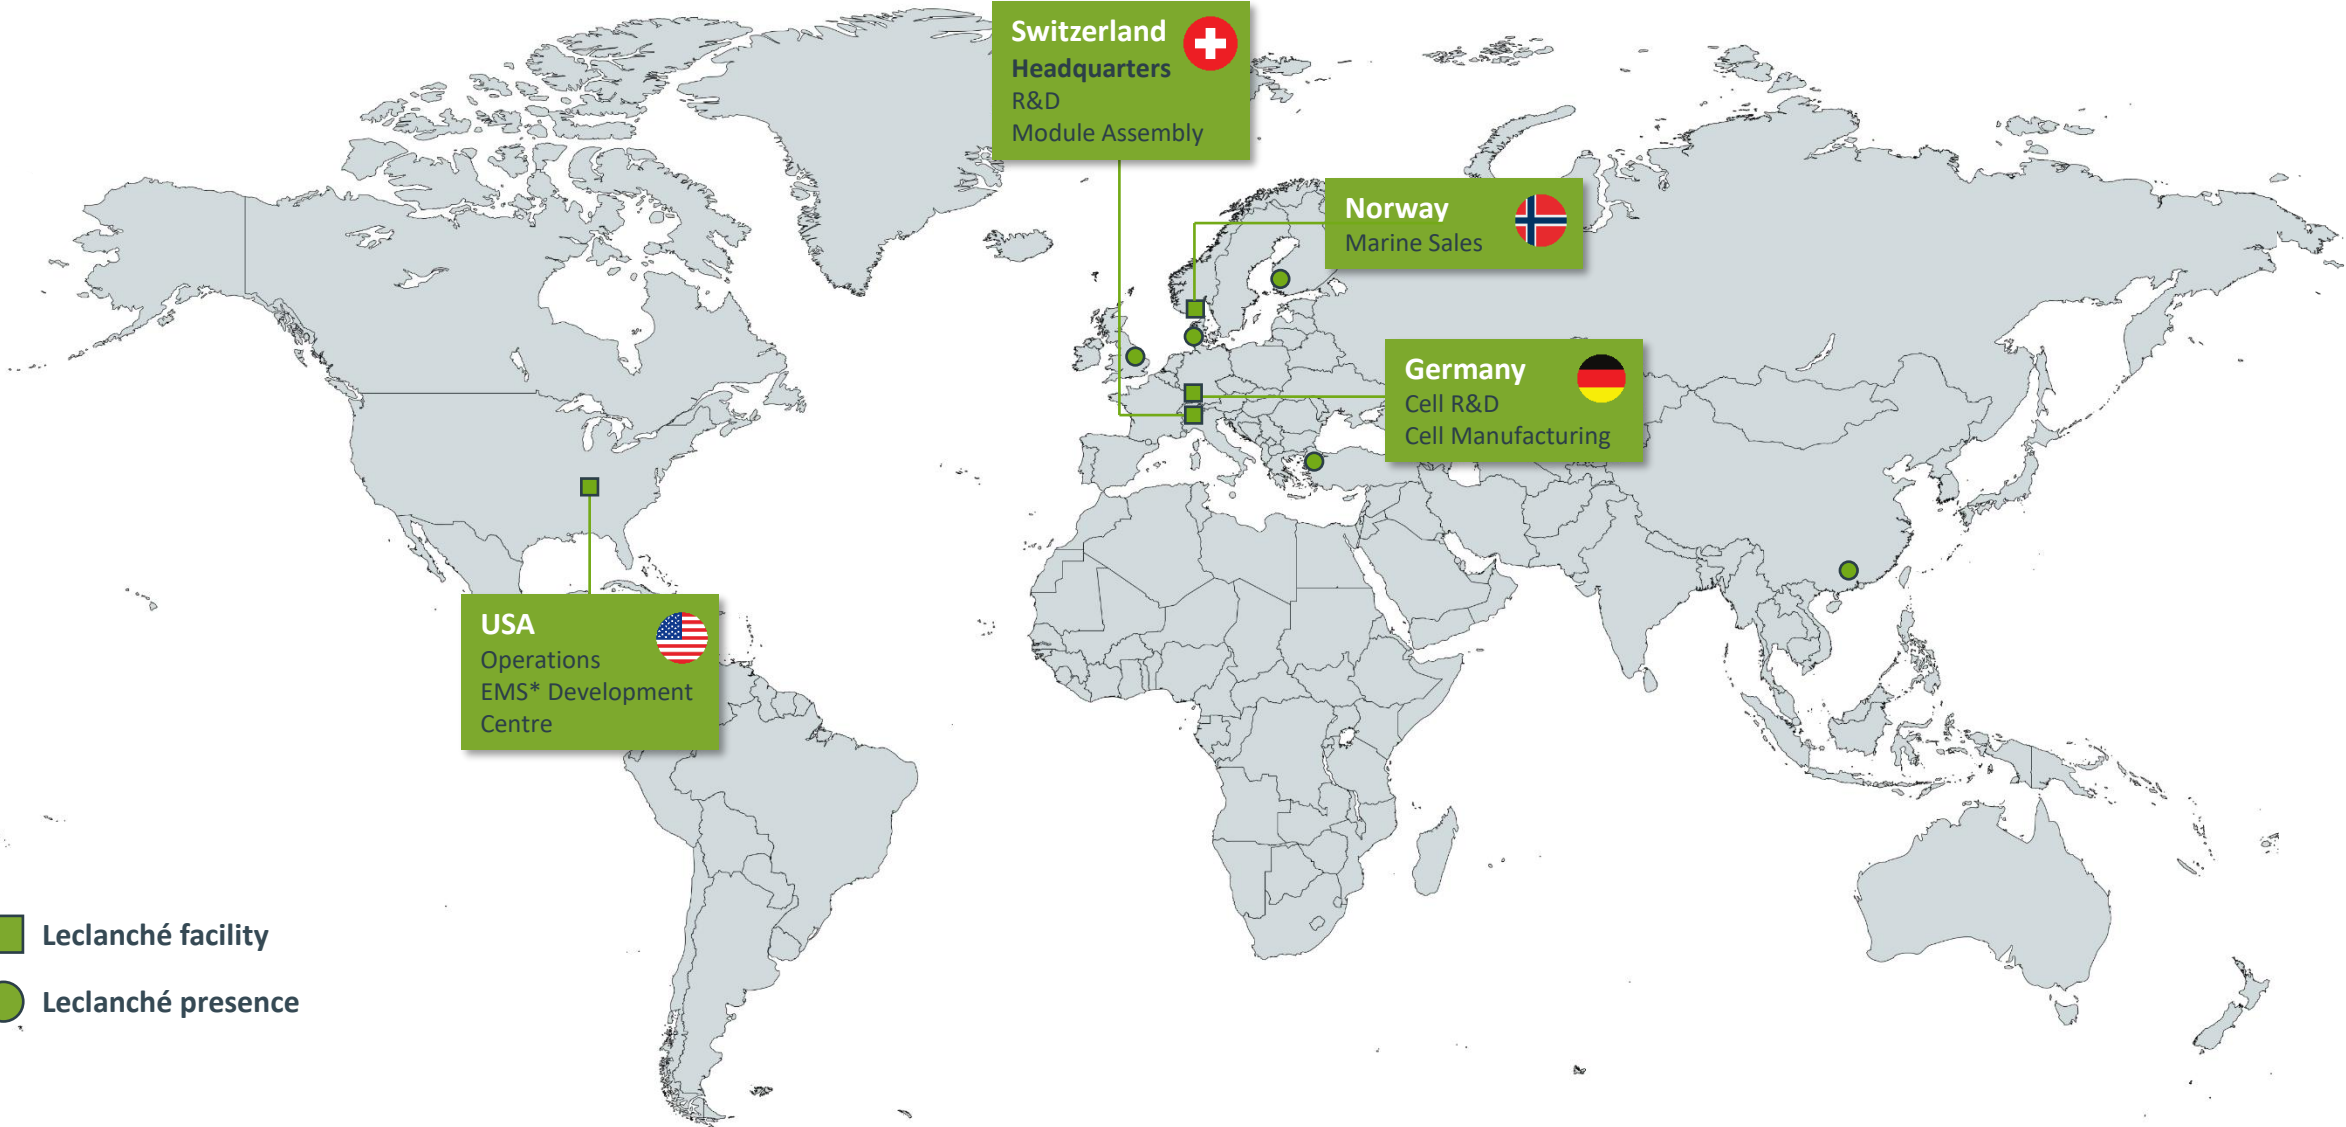 Switzerland
Headquarters
R&D
Module Assembly
Norway
Marine Sales
Germany
Cell R&D
Cell Manufacturing
USA
Operations
EMS* Development
Centre
Leclanché facility
Leclanché presence